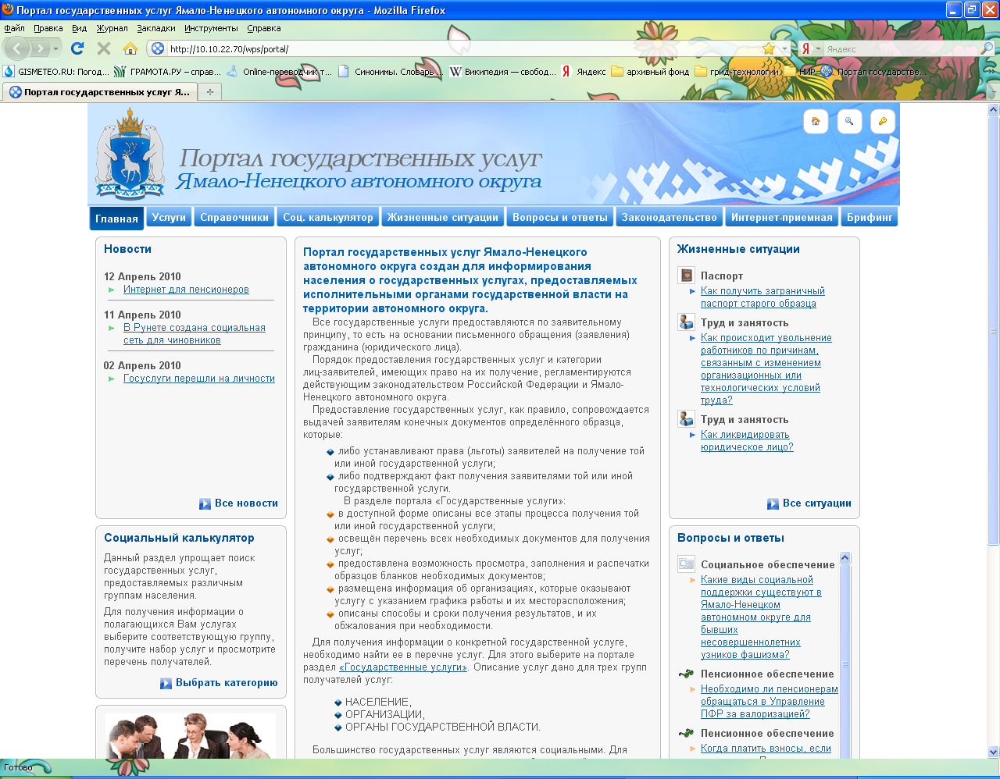 Портал государственных услуг Ямало-Ненецкого автономного округа - Mozilla Firefox
Файл Правка Вид Журнал Закладки Инструменты Справка
http://10.10.22.70/wps/portal/
Яндекс
GISMETEO.RU: Погод... ГРАМОТА.РУ – справ... Online-переводчик т... Синонимы. Словарь ... Википедия — свобод... Яндекс архивный фонд грид-технологии НИР Портал государстве...
Портал государственных услуг Я...
Портал государственных услуг
Ямало-Ненецкого автономного округа
Главная Услуги Справочники Соц. калькулятор Жизненные ситуации Вопросы и ответы Законодательство Интернет-приемная Брифинг
Новости
12 Апрель 2010
Интернет для пенсионеров
11 Апрель 2010
В Рунете создана социальная
сеть для чиновников
02 Апрель 2010
Госуслуги перешли на личности
Все новости
Социальный калькулятор
Данный раздел упрощает поиск
государственных услуг,
предоставляемых различным
группам населения.
Для получения информации о
полагающихся Вам услугах
выберите соответствующую группу,
получите набор услуг и просмотрите
перечень получателей.
Выбрать категорию
Портал государственных услуг Ямало-Ненецкого
автономного округа создан для информирования
населения о государственных услугах, предоставляемых
исполнительными органами государственной власти на
территории автономного округа.
Все государственные услуги предоставляются по заявительному
принципу, то есть на основании письменного обращения (заявления)
гражданина (юридического лица).
Порядок предоставления государственных услуг и категории
лиц-заявителей, имеющих право на их получение, регламентируются
действующим законодательством Российской Федерации и Ямало-
Ненецкого автономного округа.
Предоставление государственных услуг, как правило, сопровождается
выдачей заявителям конечных документов определённого образца,
которые:
либо устанавливают права (льготы) заявителей на получение той
или иной государственной услуги;
либо подтверждают факт получения заявителями той или иной
государственной услуги.
В разделе портала «Государственные услуги»:
в доступной форме описаны все этапы процесса получения той
или иной государственной услуги;
освещён перечень всех необходимых документов для получения
услуг;
предоставлена возможность просмотра, заполнения и распечатки
образцов бланков необходимых документов;
размещена информация об организациях, которые оказывают
услугу с указанием графика работы и их месторасположения;
описаны способы и сроки получения результатов, и их
обжалования при необходимости.
Для получения информации о конкретной государственной услуге,
необходимо найти ее в перечне услуг. Для этого выберите на портале
раздел «Государственные услуги». Описание услуг дано для трех групп
получателей услуг:
НАСЕЛЕНИЕ,
ОРГАНИЗАЦИИ,
ОРГАНЫ ГОСУДАРСТВЕННОЙ ВЛАСТИ.
Большинство государственных услуг являются социальными. Для
Жизненные ситуации
Паспорт
Как получить заграничный
паспорт старого образца
Труд и занятость
Как происходит увольнение
работников по причинам,
связанным с изменением
организационных или
технологических условий
труда?
Труд и занятость
Как ликвидировать
юридическое лицо?
Все ситуации
Вопросы и ответы
Социальное обеспечение
Какие виды социальной
поддержки существуют в
Ямало-Ненецком
автономном округе для
бывших
несовершеннолетних
узников фашизма?
Пенсионное обеспечение
Необходимо ли пенсионерам
обращаться в Управление
ПФР за валоризацией?
Пенсионное обеспечение
Когда платить взносы, если
Готово